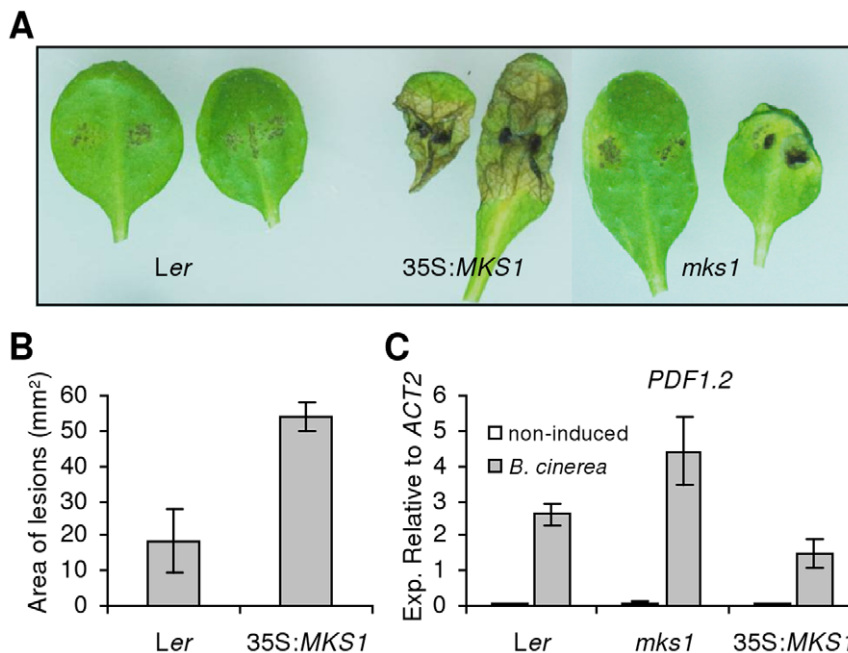 A
Ler 35S:MKS1 mks1
B
Area of lesions (mm²)
60
50
40
30
20
10
0
Ler 35S:MKS1
C
Exp. Relative to ACT2
PDF1.2
6
5
4
3
2
1
0
non-induced
B. cinerea
Ler mks1 35S:MKS1